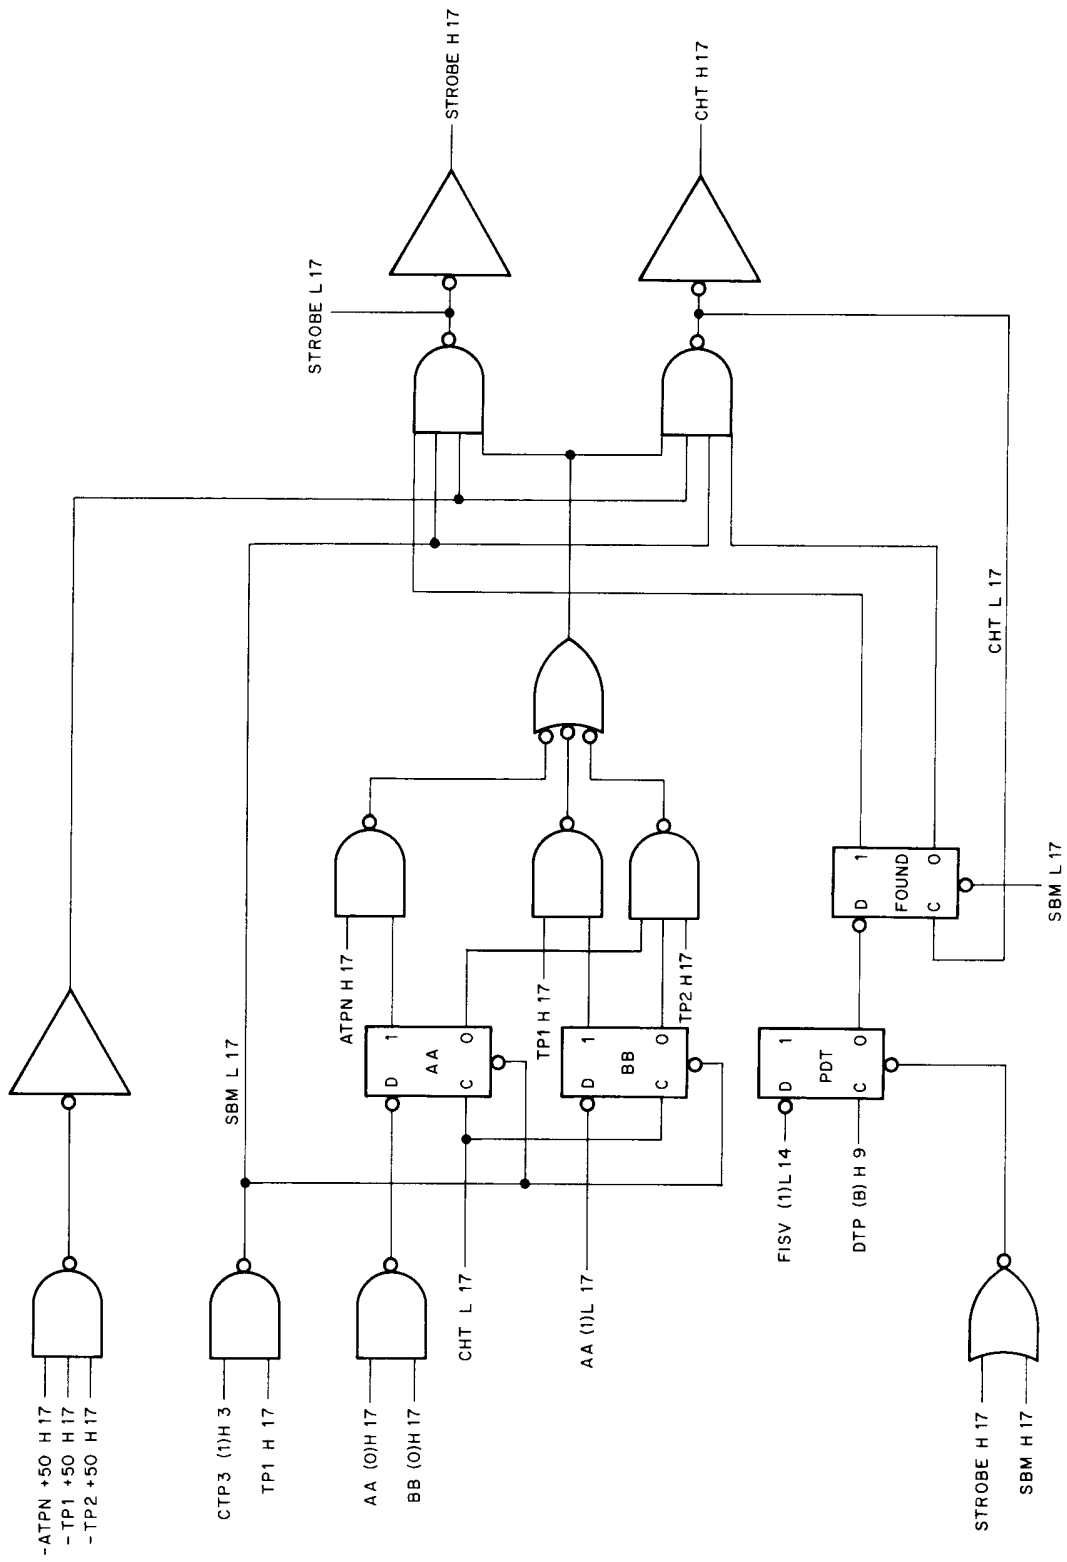 -ATPN +50 H 17
-TP1 +50 H 17
-TP2 +50 H 17
CTP3 (1)H 3
TP1 H 17
AA (0)H 17
BB (0)H 17
CHT L 17
AA (1)L 17
STROBE H 17
SBM H 17
SBM L 17
D
1
AA
C
0
D
1
BB
C
0
FISV (1)L 14
DTP (B) H 9
D
1
PDT
C
0
ATPN H 17
TP1 H 17
TP2 H 17
D
1
FOUND
C
0
SBM L 17
CHT L 17
STROBE L 17
STROBE H 17
CHT H 17